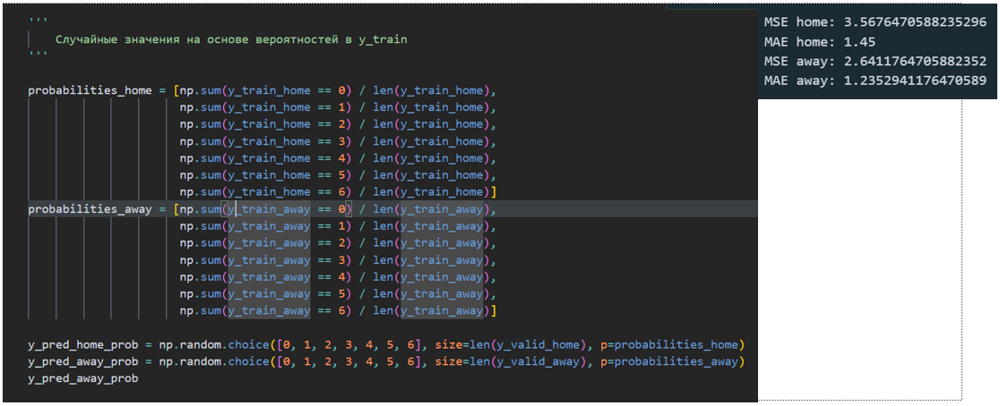 '''
    Случайные значения на основе вероятностей в y_train
'''
probabilities_home = [np.sum(y_train_home == 0) / len(y_train_home),
                      np.sum(y_train_home == 1) / len(y_train_home),
                      np.sum(y_train_home == 2) / len(y_train_home),
                      np.sum(y_train_home == 3) / len(y_train_home),
                      np.sum(y_train_home == 4) / len(y_train_home),
                      np.sum(y_train_home == 5) / len(y_train_home),
                      np.sum(y_train_home == 6) / len(y_train_home)]
probabilities_away = [np.sum(y_train_away == 0) / len(y_train_away),
                      np.sum(y_train_away == 1) / len(y_train_away),
                      np.sum(y_train_away == 2) / len(y_train_away),
                      np.sum(y_train_away == 3) / len(y_train_away),
                      np.sum(y_train_away == 4) / len(y_train_away),
                      np.sum(y_train_away == 5) / len(y_train_away),
                      np.sum(y_train_away == 6) / len(y_train_away)]
y_pred_home_prob = np.random.choice([0, 1, 2, 3, 4, 5, 6], size=len(y_valid_home), p=probabilities_home)
y_pred_away_prob = np.random.choice([0, 1, 2, 3, 4, 5, 6], size=len(y_valid_away), p=probabilities_away)
y_pred_away_prob
MSE home: 3.5676470588235296
MAE home: 1.45
MSE away: 2.6411764705882352
MAE away: 1.2352941176470589